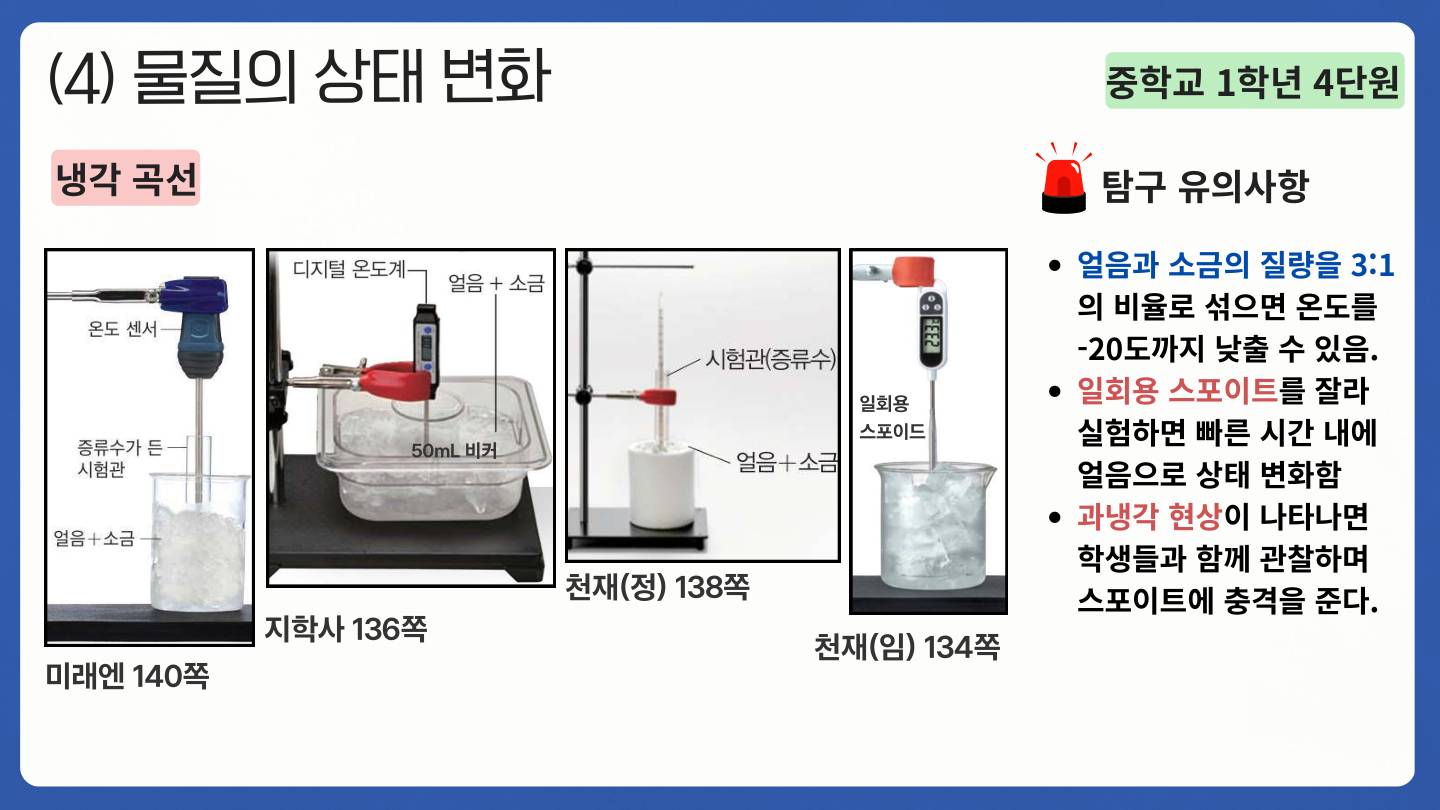 (4) 물질의 상태 변화
중학교 1학년 4단원
냉각 곡선
탐구 유의사항
온도 센서
증류수가 든
시험관
얼음+소금
미래엔 140쪽
디지털 온도계
얼음 + 소금
50mL 비커
지학사 136쪽
시험관(증류수)
얼음+소금
천재(정) 138쪽
일회용
스포이드
천재(임) 134쪽
얼음과 소금의 질량을 3:1
의 비율로 섞으면 온도를
-20도까지 낮출 수 있음.
일회용 스포이트를 잘라
실험하면 빠른 시간 내에
얼음으로 상태 변화함
과냉각 현상이 나타나면
학생들과 함께 관찰하며
스포이트에 충격을 준다.